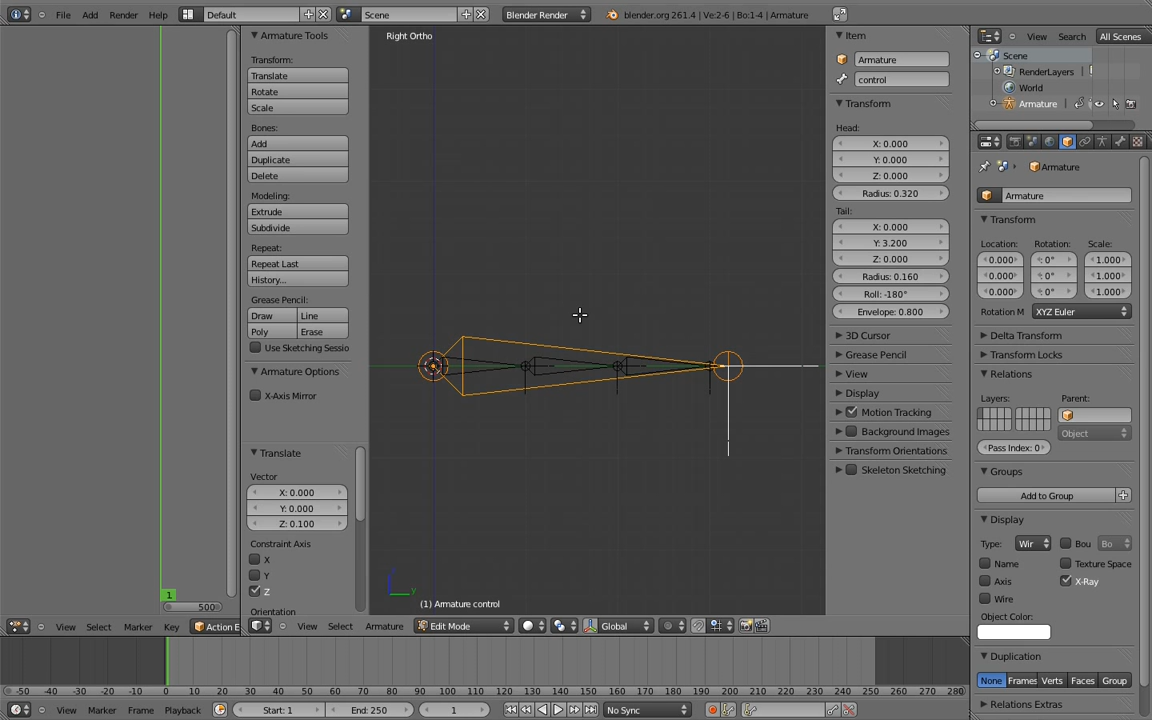 File Add Render Help Default Scene Blender Render blender.org 261.4 | Ve:2-6 | Bo:1-4 | Armature
View Search All Scenes
Scene
RenderLayers |
World
Armature |
1
500
View Select Marker Key Action E
Armature Tools
Transform:
Translate
Rotate
Scale
Bones:
Add
Duplicate
Delete
Modeling:
Extrude
Subdivide
Repeat:
Repeat Last
History...
Grease Pencil:
Draw Line
Poly Erase
Use Sketching Sessio
Armature Options
X-Axis Mirror
Translate
Vector
X: 0.000
Y: 0.000
Z: 0.100
Constraint Axis
X
Y
Z
Orientation
Right Ortho
z
y
(1) Armature control
View Select Armature Edit Mode Global
Item
Armature
control
Transform
Head:
X: 0.000
Y: 0.000
Z: 0.000
Radius: 0.320
Tail:
X: 0.000
Y: 3.200
Z: 0.000
Radius: 0.160
Roll: -180°
Envelope: 0.800
3D Cursor
Grease Pencil
View
Display
Motion Tracking
Background Images
Transform Orientations
Skeleton Sketching
Armature
Armature
Transform
Location: Rotation: Scale:
0.000 0° 1.000
0.000 0° 1.000
0.000 0° 1.000
Rotation M XYZ Euler
Delta Transform
Transform Locks
Relations
Layers: Parent:
Object
Pass Index: 0
Groups
Add to Group
Display
Type: Wir Bou Bo
Name Texture Space
Axis X-Ray
Wire
Object Color:
Duplication
None Frames Verts Faces Group
Relations Extras
-50 -40 -30 -20 -10 0 10 20 30 40 50 60 70 80 90 100 110 120 130 140 150 160 170 180 190 200 210 220 230 240 250 260 270 280
View Marker Frame Playback Start: 1 End: 250 1 No Sync